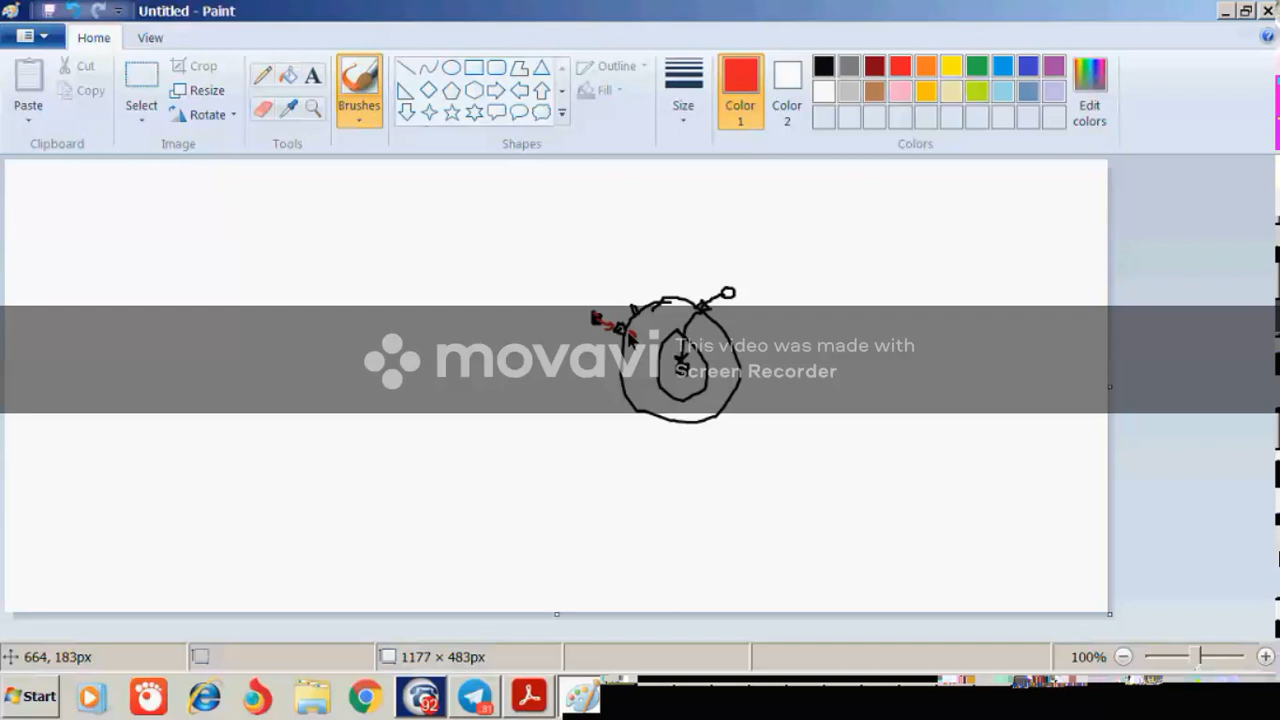 Untitled - Paint
Home View
Paste
Cut
Copy
Clipboard
Select
Crop
Resize
Rotate
Image
A
Tools
Brushes
Outline
Fill
Shapes
Size
Color 1
Color 2
Edit colors
Colors
movavi
This video was made with
Screen Recorder
664, 183px
1177 × 483px
100%
Start
92